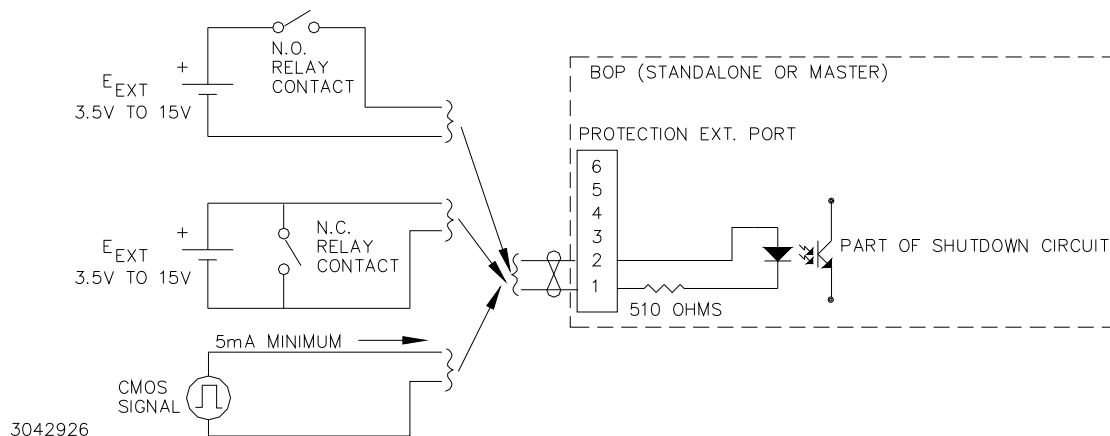 N.O.
RELAY
CONTACT
+
E EXT
3.5V TO 15V
BOP (STANDALONE OR MASTER)
PROTECTION EXT. PORT
6
5
4
3
2
1
510 OHMS
PART OF SHUTDOWN CIRCUIT
+
E EXT
3.5V TO 15V
N.C.
RELAY
CONTACT
5mA MINIMUM
CMOS
SIGNAL
3042926